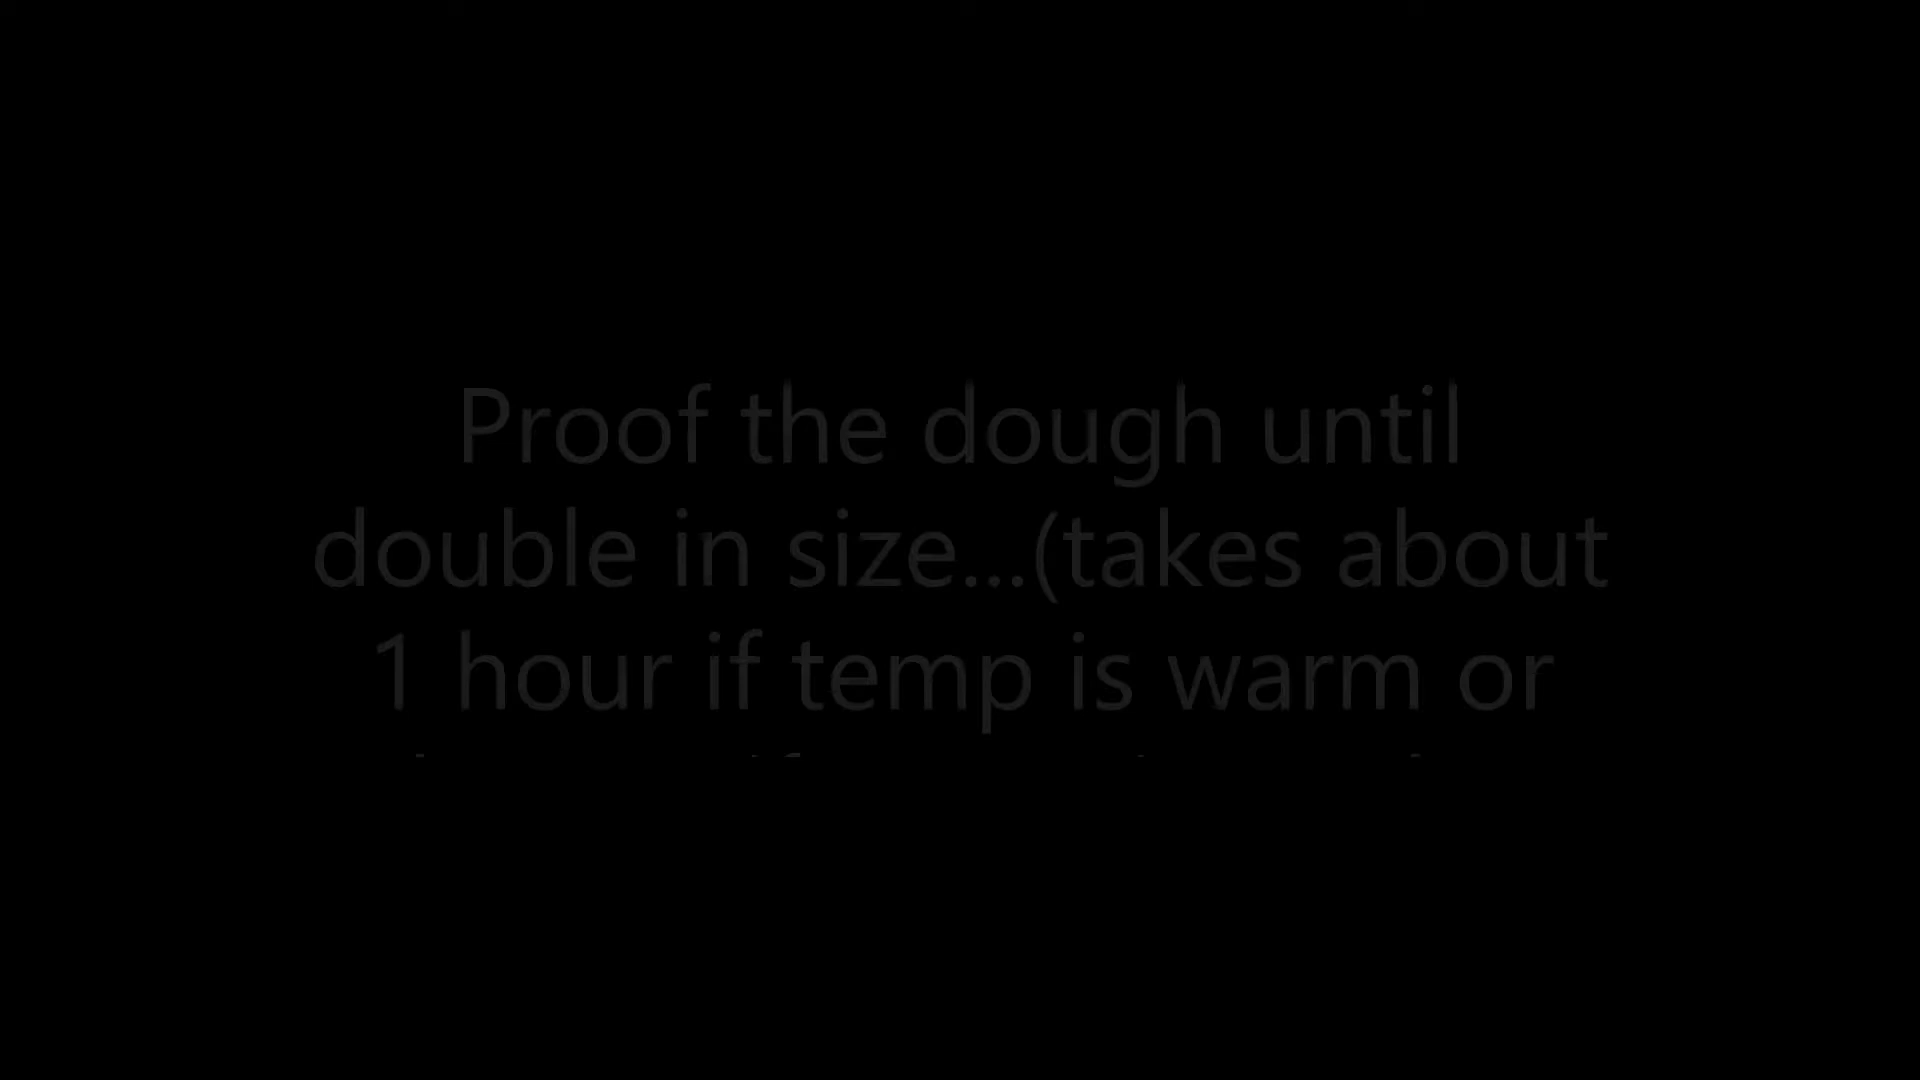 Proof the dough until
double in size...(takes about
1 hour if temp is warm or